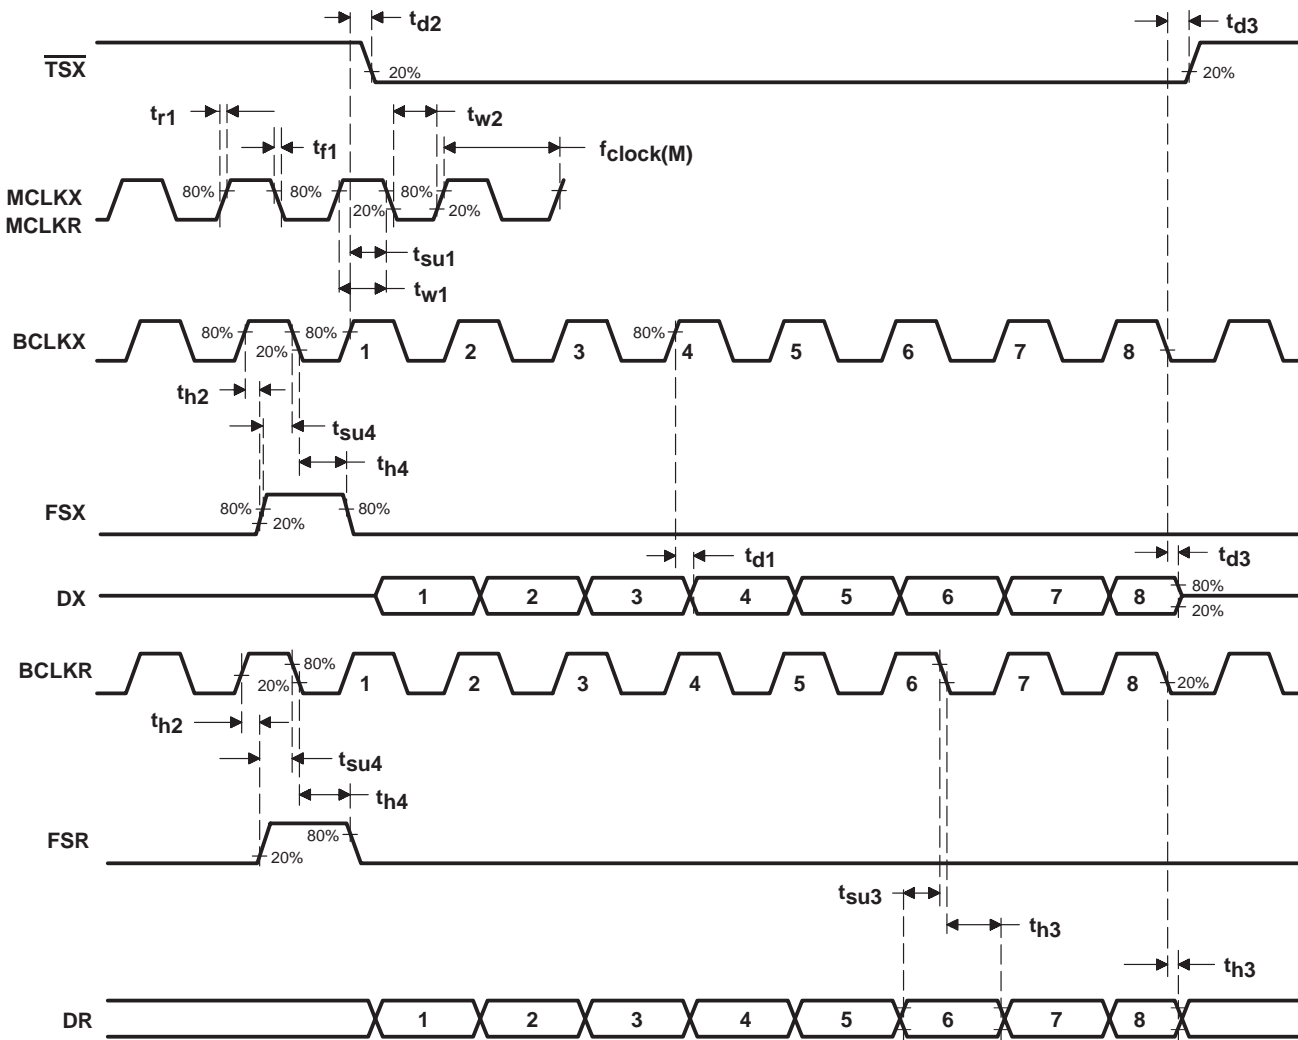 td2
td3
TSX
20%
20%
tr1
tw2
tf1
fclock(M)
MCLKX
MCLKR
80%
80%
80%
20%
20%
tsu1
tw1
BCLKX
80%
80%
80%
20%
1
2
3
4
5
6
7
8
th2
tsu4
th4
FSX
80%
80%
20%
td1
td3
DX
1
2
3
4
5
6
7
8
80%
20%
BCLKR
80%
20%
1
2
3
4
5
6
7
8
20%
th2
tsu4
th4
FSR
80%
20%
tsu3
th3
th3
DR
1
2
3
4
5
6
7
8